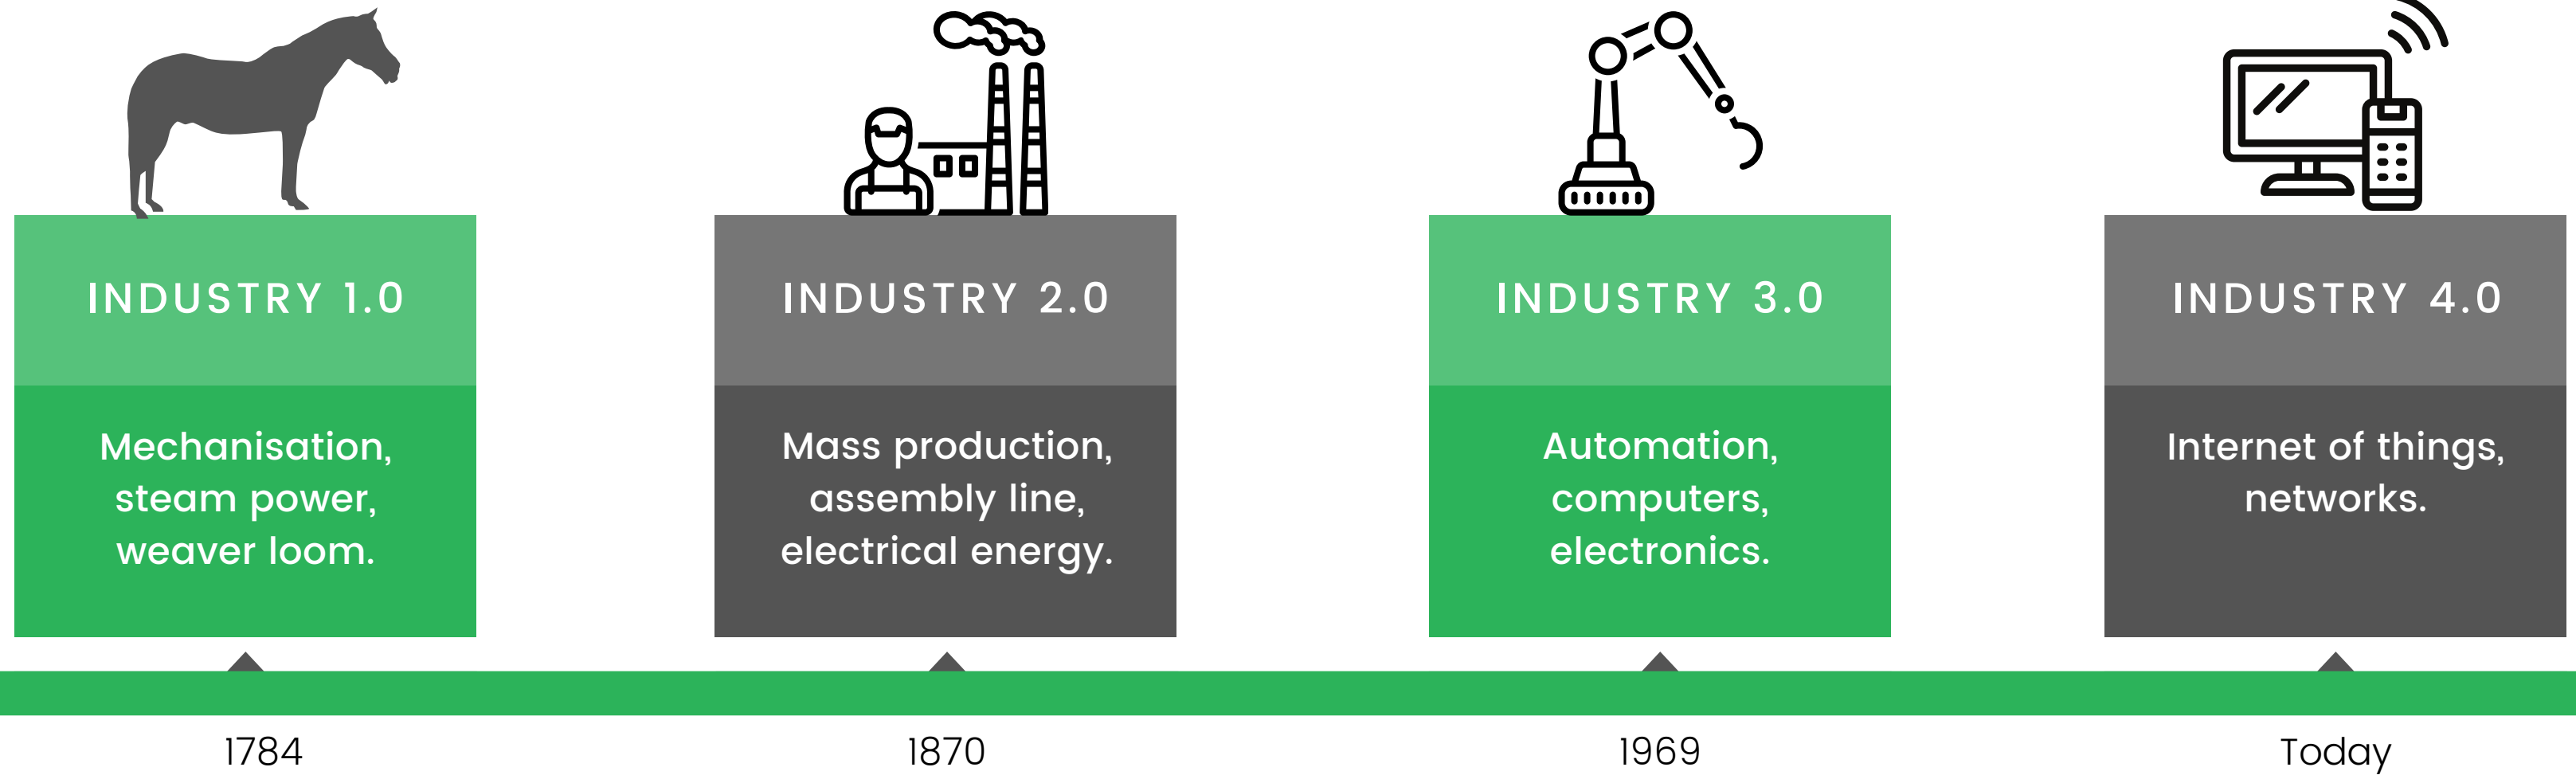 INDUSTRY 1.0
Mechanisation,
steam power,
weaver loom.
1784
INDUSTRY 2.0
Mass production,
assembly line,
electrical energy.
1870
INDUSTRY 3.0
Automation,
computers,
electronics.
1969
INDUSTRY 4.0
Internet of things,
networks.
Today